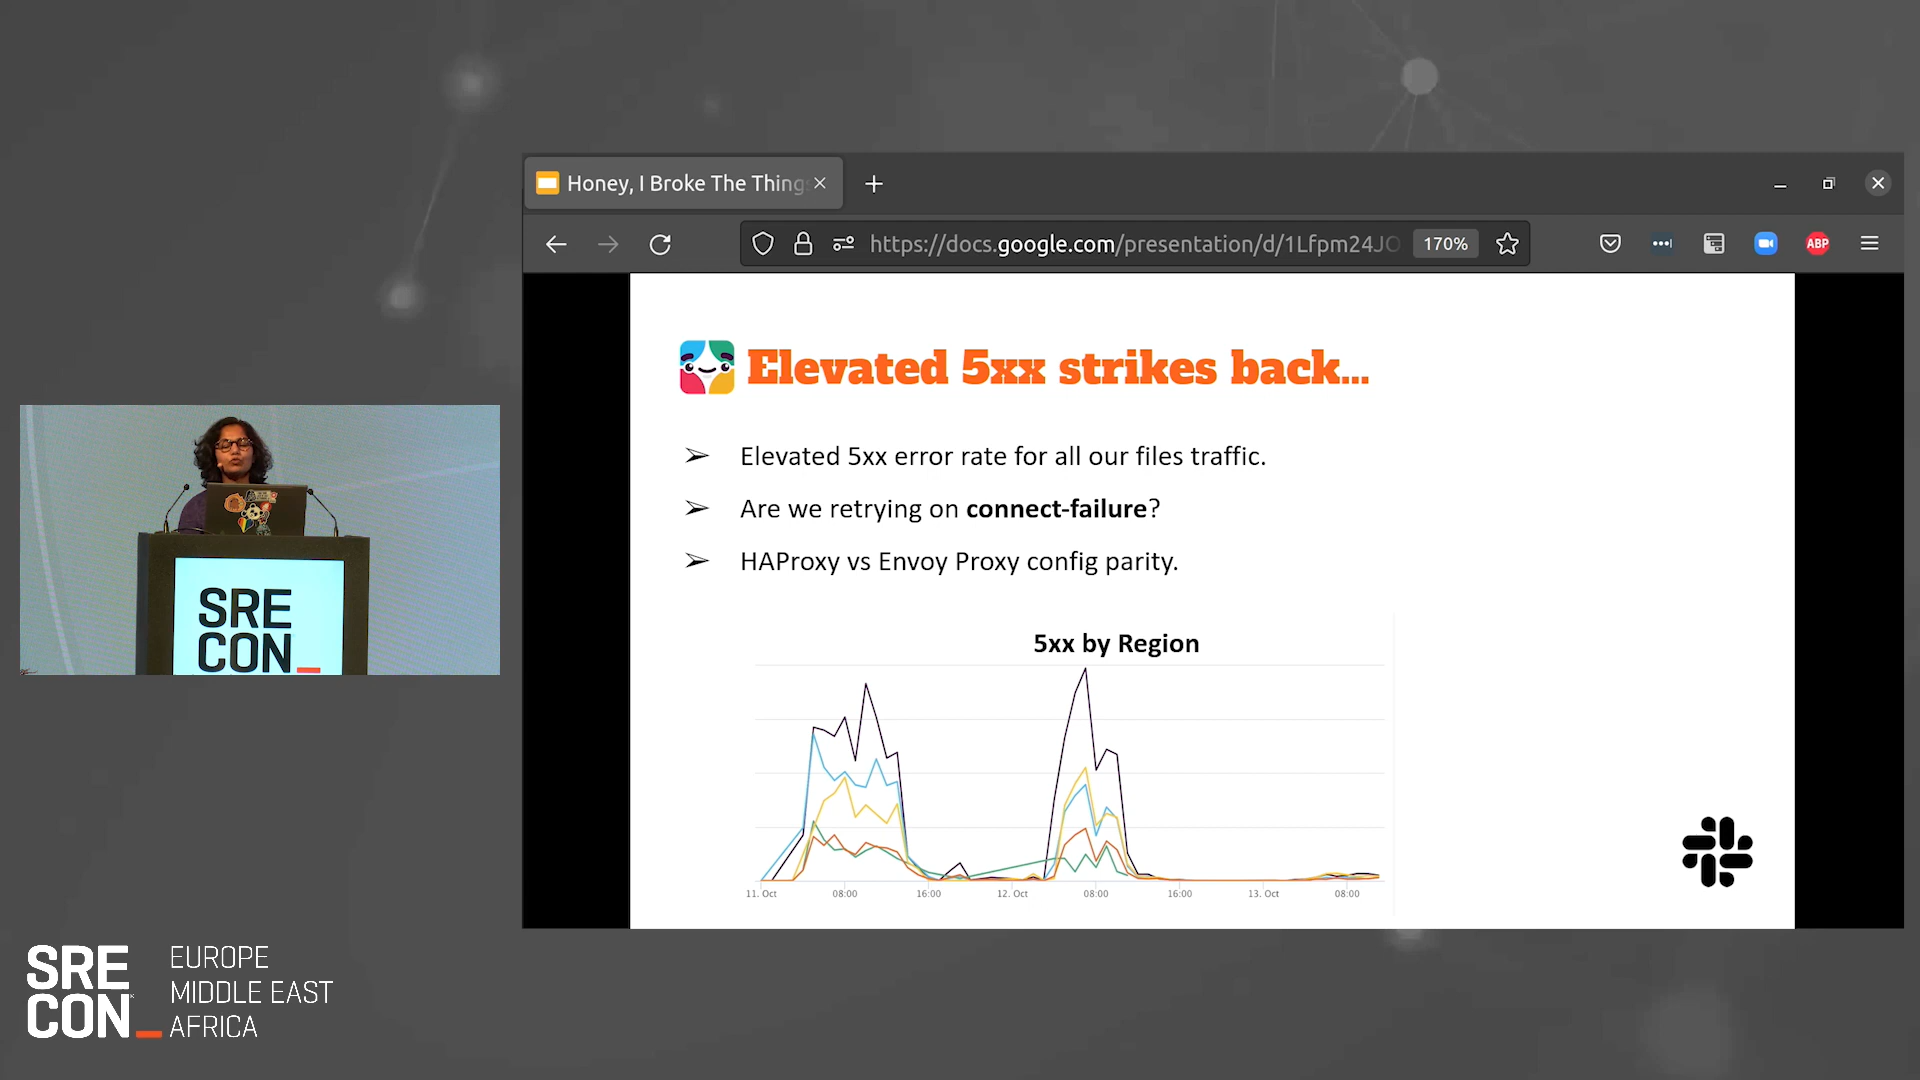 Honey, I Broke The Things
https://docs.google.com/presentation/d/1Lfpm24JO
170%
ABP
Elevated 5xx strikes back...
➢ Elevated 5xx error rate for all our files traffic.
➢ Are we retrying on connect-failure?
➢ HAProxy vs Envoy Proxy config parity.
5xx by Region
11. Oct 08:00 16:00 12. Oct 08:00 16:00 13. Oct 08:00
SRE
CON_
SRE
CON_
EUROPE
MIDDLE EAST
AFRICA